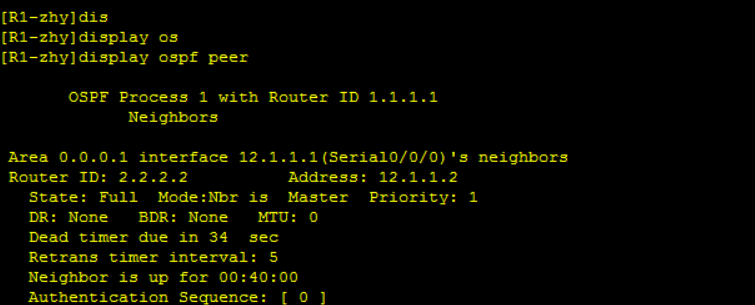 [R1-zhy]dis
[R1-zhy]display os
[R1-zhy]display ospf peer
OSPF Process 1 with Router ID 1.1.1.1
Neighbors
Area 0.0.0.1 interface 12.1.1.1(Serial0/0/0)'s neighbors
Router ID: 2.2.2.2 Address: 12.1.1.2
State: Full Mode:Nbr is Master Priority: 1
DR: None BDR: None MTU: 0
Dead timer due in 34 sec
Retrans timer interval: 5
Neighbor is up for 00:40:00
Authentication Sequence: [ 0 ]